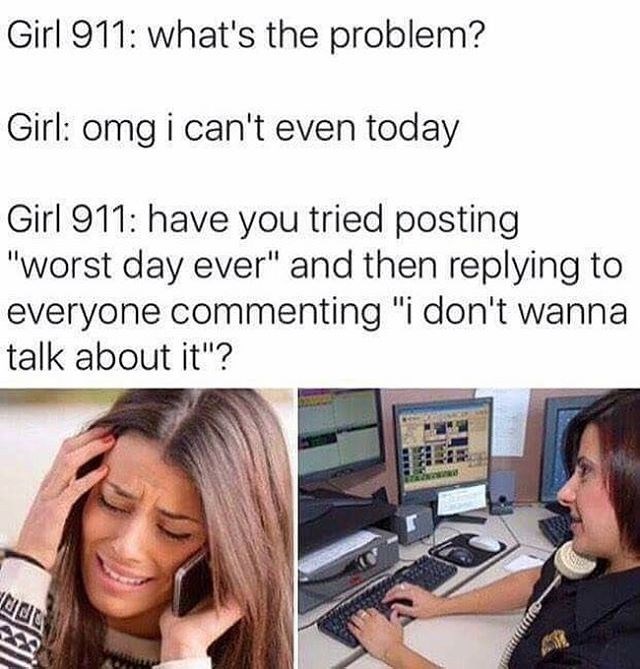 Girl 911: what's the problem?
Girl: omg i can't even today
Girl 911: have you tried posting
"worst day ever" and then replying to
everyone commenting "i don't wanna
talk about it"?